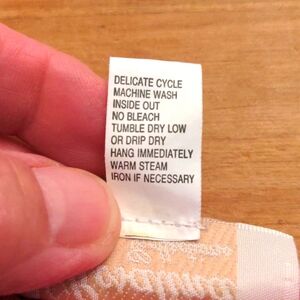 DELICATE CYCLE
MACHINE WASH
INSIDE OUT
NO BLEACH
TUMBLE DRY LOW
OR DRIP DRY
HANG IMMEDIATELY
WARM STEAM
IRON IF NECESSARY